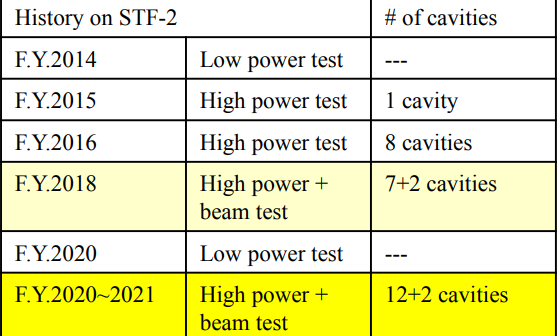 History on STF-2 # of cavities
F.Y.2014 Low power test ---
F.Y.2015 High power test 1 cavity
F.Y.2016 High power test 8 cavities
F.Y.2018 High power + 7+2 cavities
beam test
F.Y.2020 Low power test ---
F.Y.2020~2021 High power + 12+2 cavities
beam test